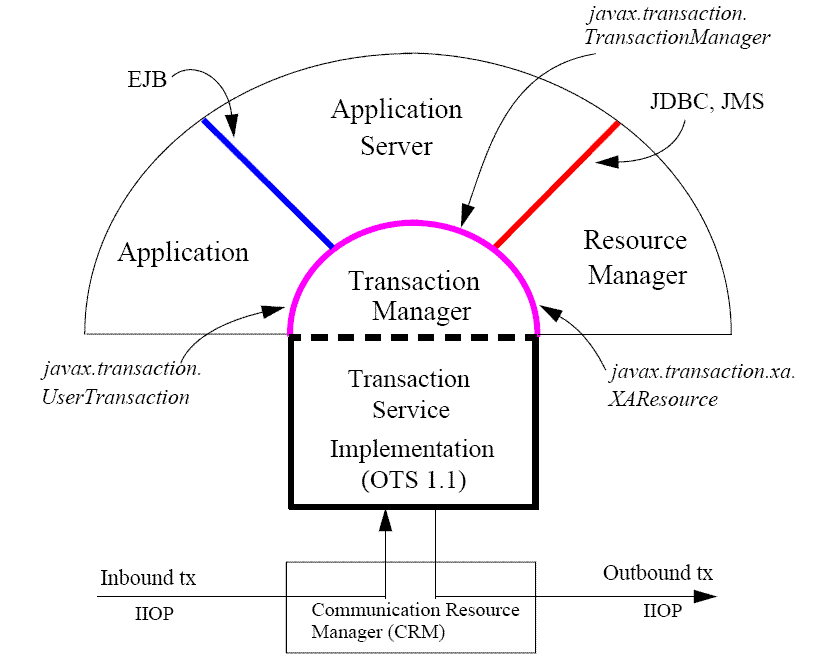 javax.transaction.
TransactionManager
EJB
JDBC, JMS
Application
Server
Application
Resource
Manager
Transaction
Manager
javax.transaction.
UserTransaction
javax.transaction.xa.
XAResource
Transaction
Service
Implementation
(OTS 1.1)
Inbound tx
IIOP
Outbound tx
IIOP
Communication Resource
Manager (CRM)